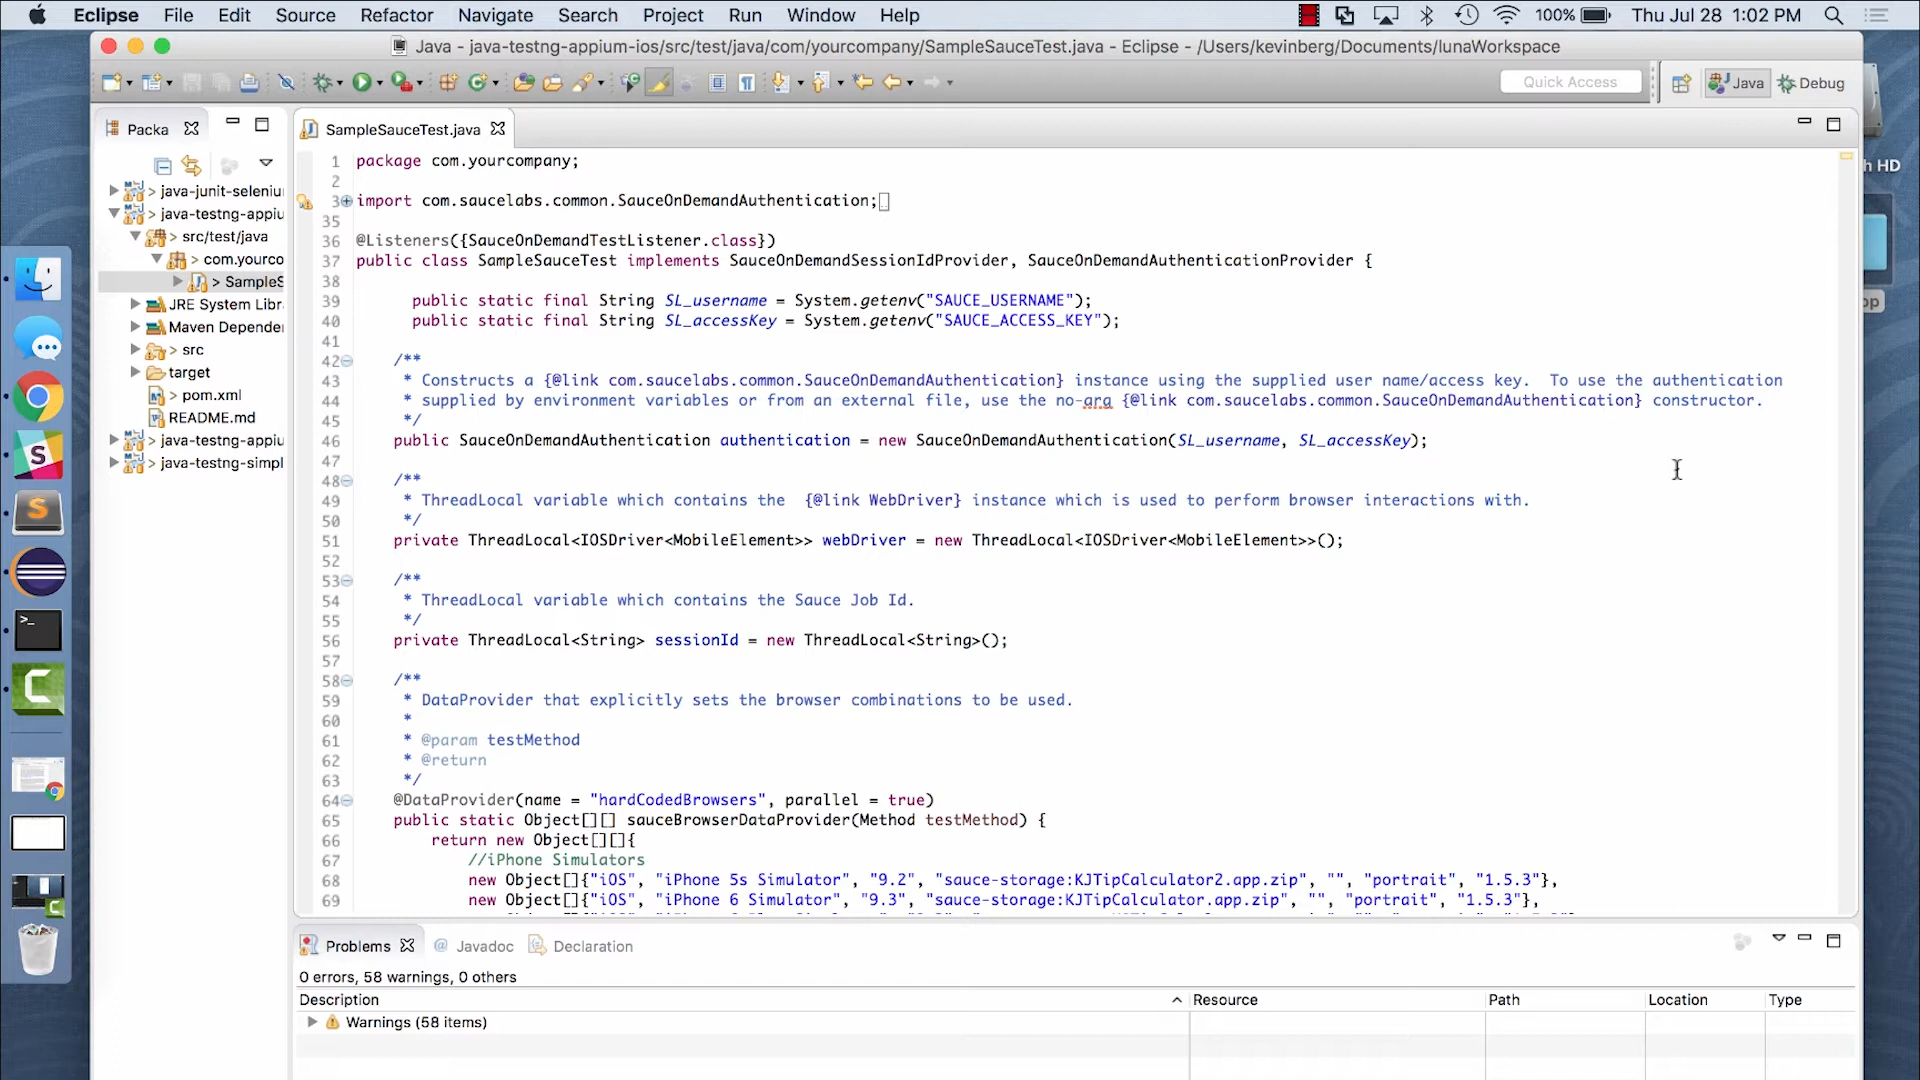 Eclipse File Edit Source Refactor Navigate Search Project Run Window Help 100% Thu Jul 28 1:02 PM
Java - java-testng-appium-ios/src/test/java/com/yourcompany/SampleSauceTest.java - Eclipse - /Users/kevinberg/Documents/lunaWorkspace
Quick Access Java Debug
Packa
> java-junit-seleniu
> java-testng-appiu
> src/test/java
> com.yourco
> SampleS
JRE System Libr
Maven Depender
> src
target
> pom.xml
README.md
> java-testng-appiu
> java-testng-simpl
SampleSauceTest.java
1 package com.yourcompany;
2
3 import com.saucelabs.common.SauceOnDemandAuthentication;
35
36 @Listeners({SauceOnDemandTestListener.class})
37 public class SampleSauceTest implements SauceOnDemandSessionIdProvider, SauceOnDemandAuthenticationProvider {
38
39 public static final String SL_username = System.getenv("SAUCE_USERNAME");
40 public static final String SL_accessKey = System.getenv("SAUCE_ACCESS_KEY");
41
42 /**
43 * Constructs a {@link com.saucelabs.common.SauceOnDemandAuthentication} instance using the supplied user name/access key. To use the authentication
44 * supplied by environment variables or from an external file, use the no-arg {@link com.saucelabs.common.SauceOnDemandAuthentication} constructor.
45 */
46 public SauceOnDemandAuthentication authentication = new SauceOnDemandAuthentication(SL_username, SL_accessKey);
47
48 /**
49 * ThreadLocal variable which contains the {@link WebDriver} instance which is used to perform browser interactions with.
50 */
51 private ThreadLocal<IOSDriver<MobileElement>> webDriver = new ThreadLocal<IOSDriver<MobileElement>>();
52
53 /**
54 * ThreadLocal variable which contains the Sauce Job Id.
55 */
56 private ThreadLocal<String> sessionId = new ThreadLocal<String>();
57
58 /**
59 * DataProvider that explicitly sets the browser combinations to be used.
60 *
61 * @param testMethod
62 * @return
63 */
64 @DataProvider(name = "hardCodedBrowsers", parallel = true)
65 public static Object[][] sauceBrowserDataProvider(Method testMethod) {
66 return new Object[][]{
67 //iPhone Simulators
68 new Object[]{"iOS", "iPhone 5s Simulator", "9.2", "sauce-storage:KJTipCalculator2.app.zip", "", "portrait", "1.5.3"},
69 new Object[]{"iOS", "iPhone 6 Simulator", "9.3", "sauce-storage:KJTipCalculator.app.zip", "", "portrait", "1.5.3"},
Problems @ Javadoc Declaration
0 errors, 58 warnings, 0 others
Description Resource Path Location Type
Warnings (58 items)
h HD
op